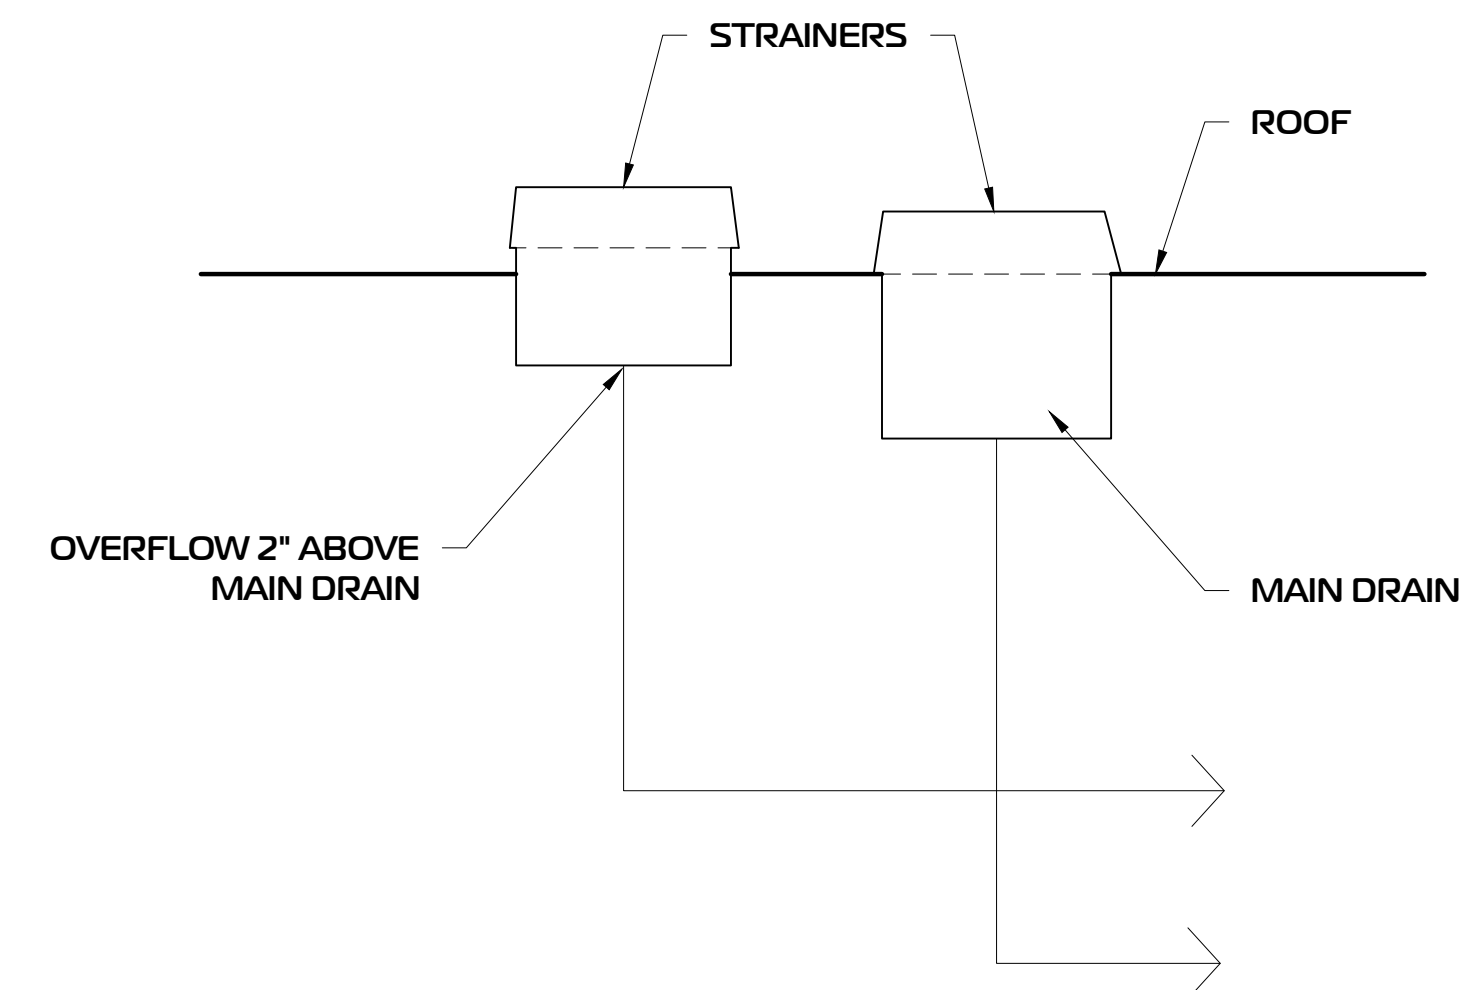 STRAINERS
ROOF
OVERFLOW 2" ABOVE
MAIN DRAIN
MAIN DRAIN